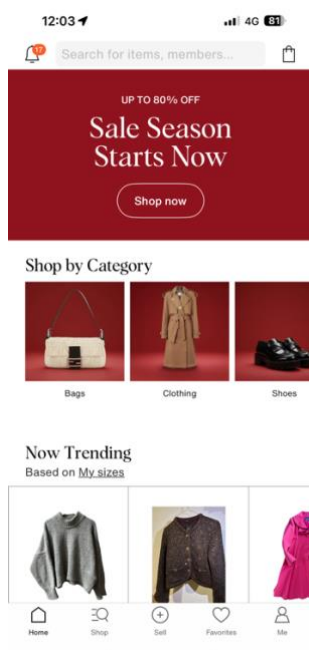 12:03
4G 81
17
Search for items, members...
UP TO 80% OFF
Sale Season
Starts Now
Shop now
Shop by Category
Bags
Clothing
Shoes
Now Trending
Based on My sizes
Home
Shop
Sell
Favorites
Me